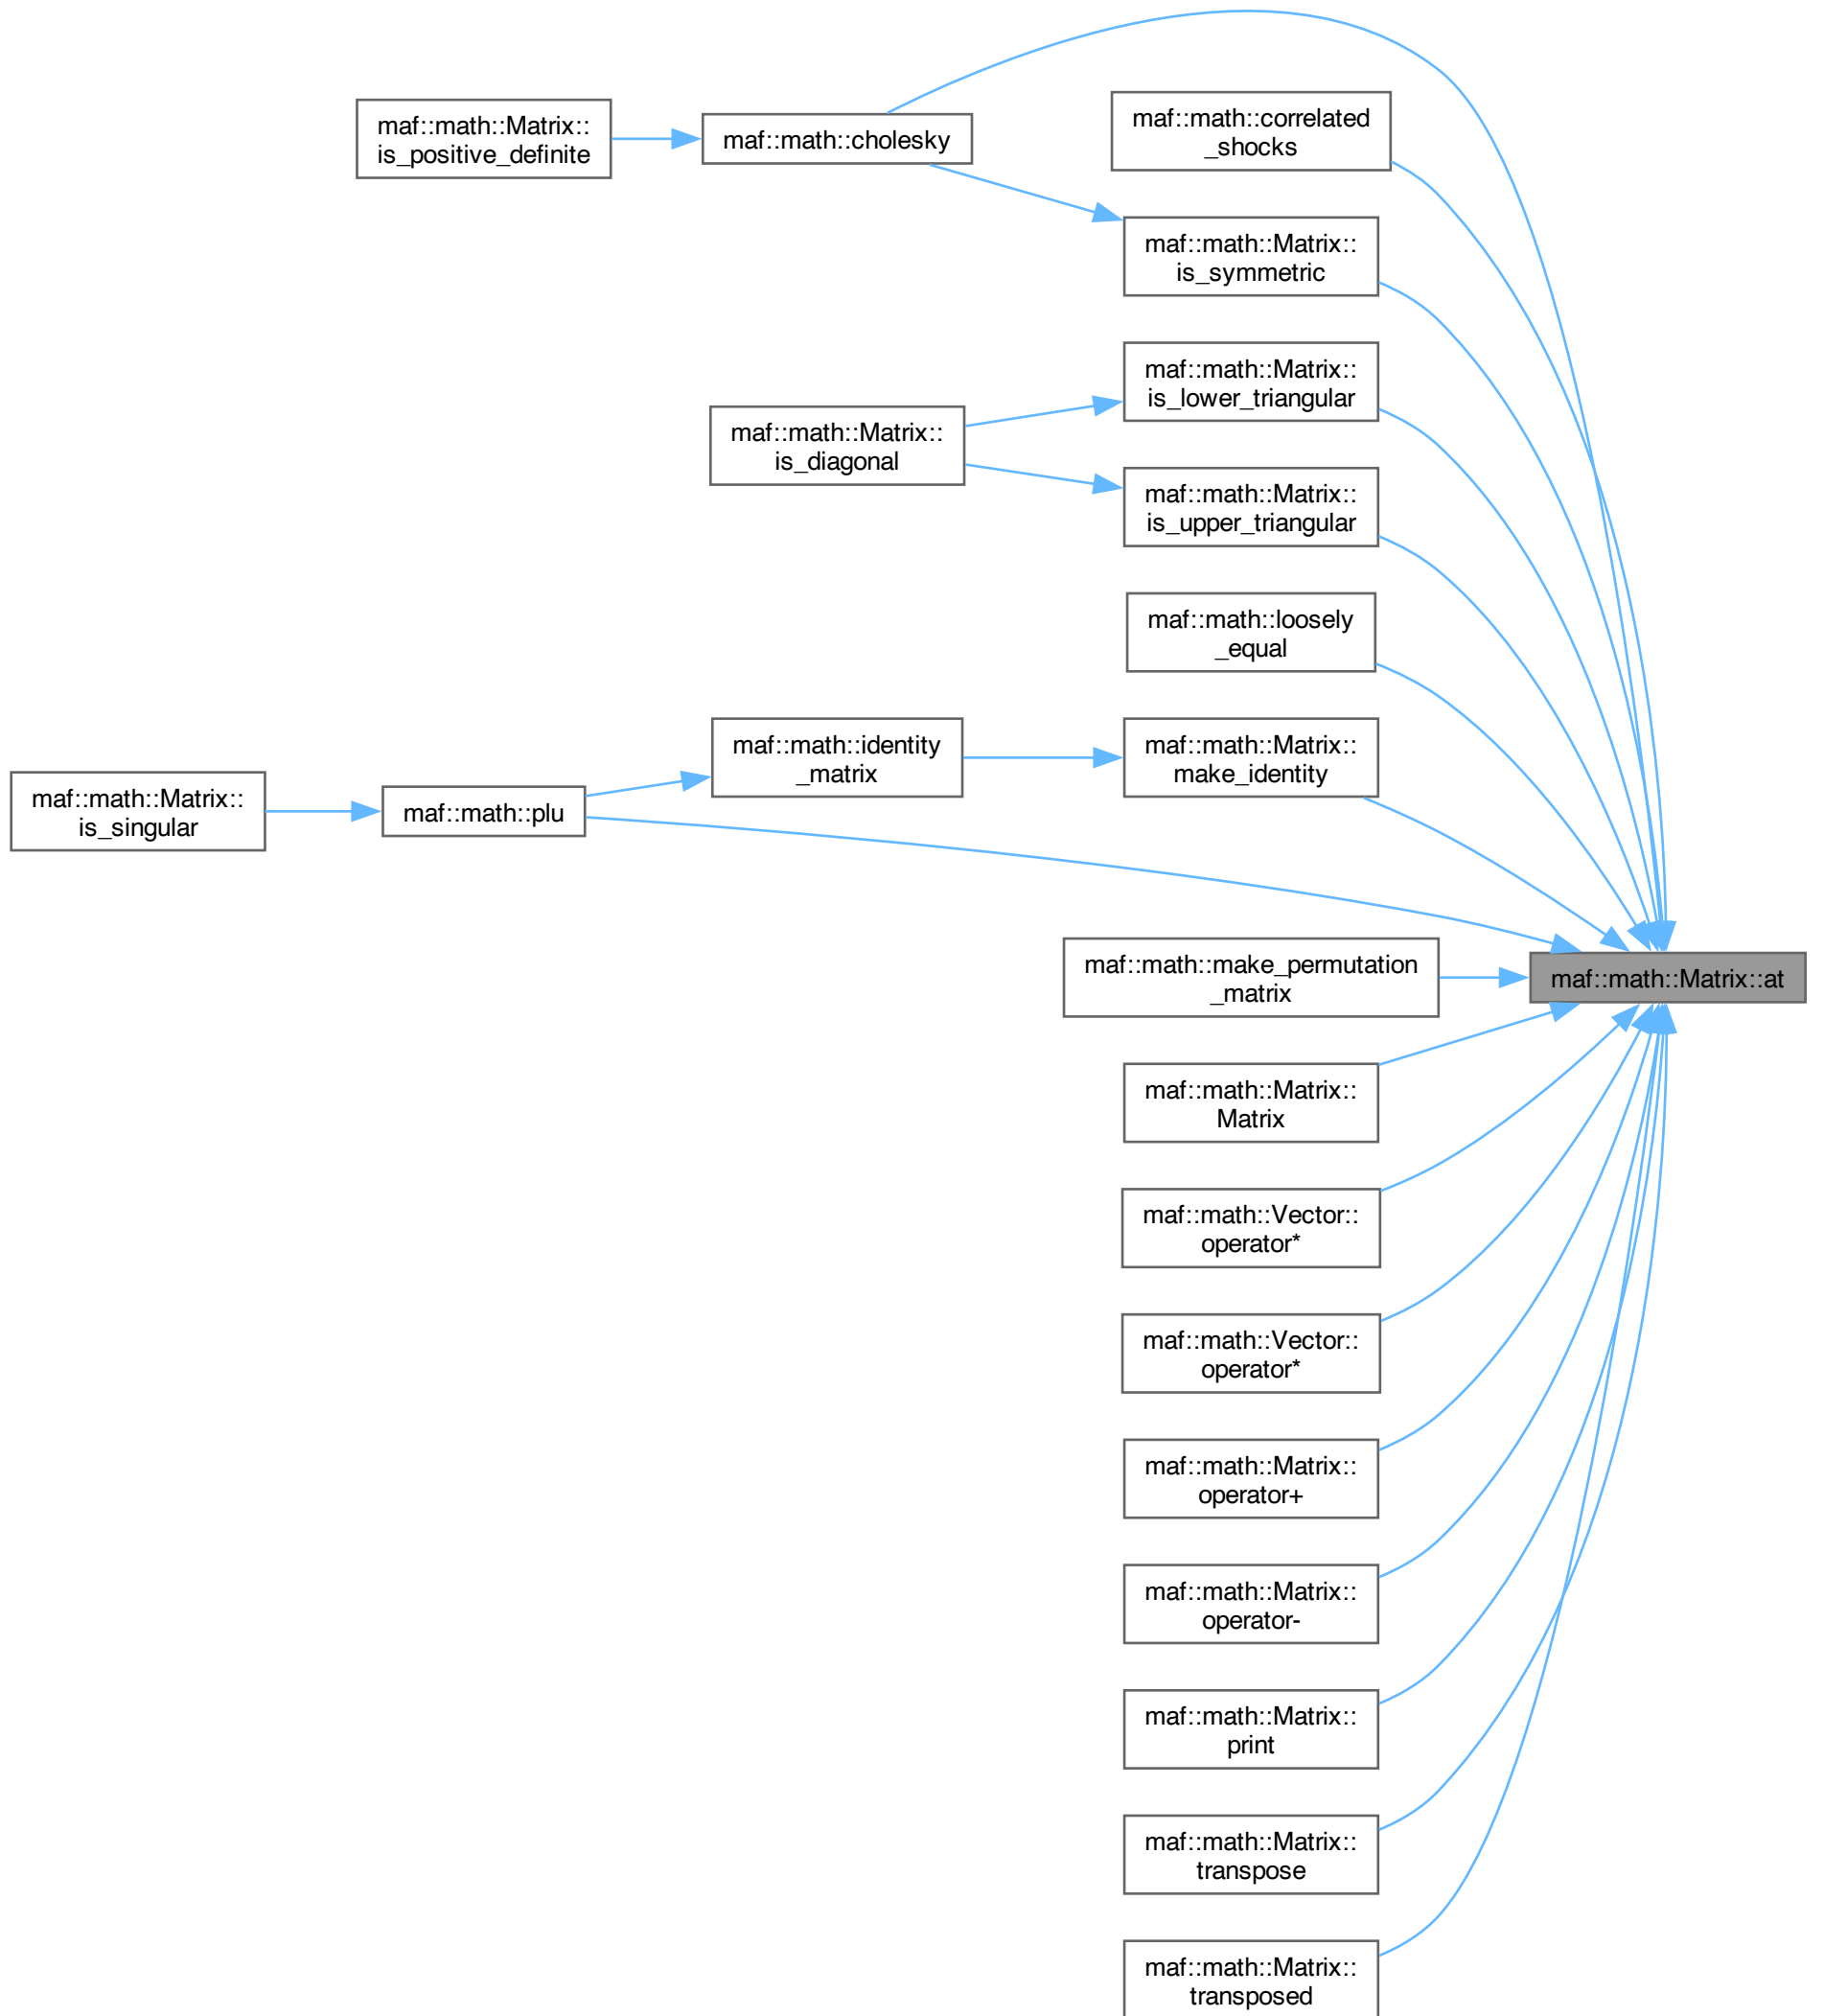 maf::math::Matrix::
is_positive_definite
maf::math::cholesky
maf::math::correlated
_shocks
maf::math::Matrix::
is_symmetric
maf::math::Matrix::
is_lower_triangular
maf::math::Matrix::
is_diagonal
maf::math::Matrix::
is_upper_triangular
maf::math::loosely
_equal
maf::math::Matrix::
is_singular
maf::math::plu
maf::math::identity
_matrix
maf::math::Matrix::
make_identity
maf::math::make_permutation
_matrix
maf::math::Matrix::at
maf::math::Matrix::
Matrix
maf::math::Vector::
operator*
maf::math::Vector::
operator*
maf::math::Matrix::
operator+
maf::math::Matrix::
operator-
maf::math::Matrix::
print
maf::math::Matrix::
transpose
maf::math::Matrix::
transposed